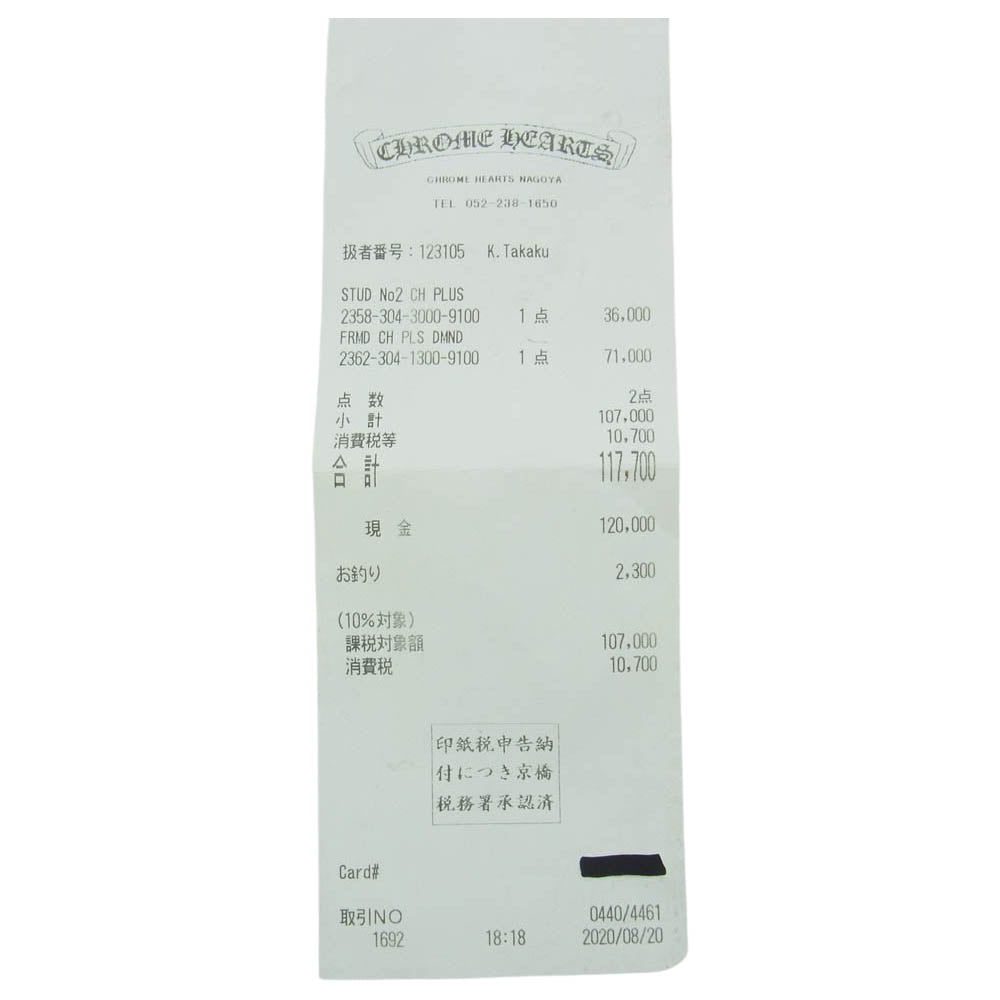 CHROME HEARTS
CHROME HEARTS NAGOYA
TEL 052-238-1650
扱者番号：123105 K.Takaku
STUD No2 CH PLUS
2358-304-3000-9100 1 点 36,000
FRMD CH PLS DMND
2362-304-1300-9100 1 点 71,000
点 数 2点
小 計 107,000
消費税等 10,700
合 計 117,700
現 金 120,000
お釣り 2,300
(10%対象)
課税対象額 107,000
消費税 10,700
印紙税申告納
付につき京橋
税務署承認済
Card#
取引NO 0440/4461
1692 18:18 2020/08/20